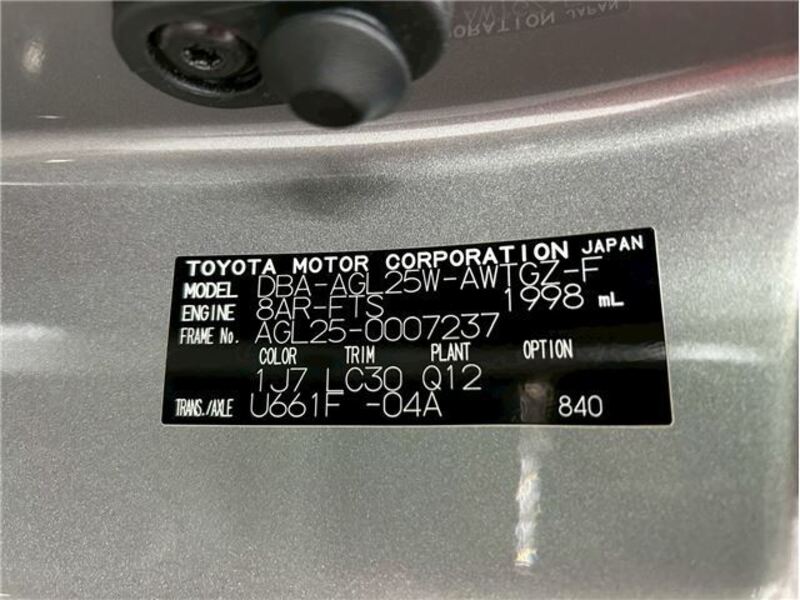 TOYOTA MOTOR CORPORATION JAPAN
MODEL DBA-AGL25W-AWTGZ-F
ENGINE 8AR-FTS 1998 mL
FRAME No. AGL25-0007237
COLOR TRIM PLANT OPTION
1J7 LC30 Q12
TRANS./AXLE U661F -04A 840